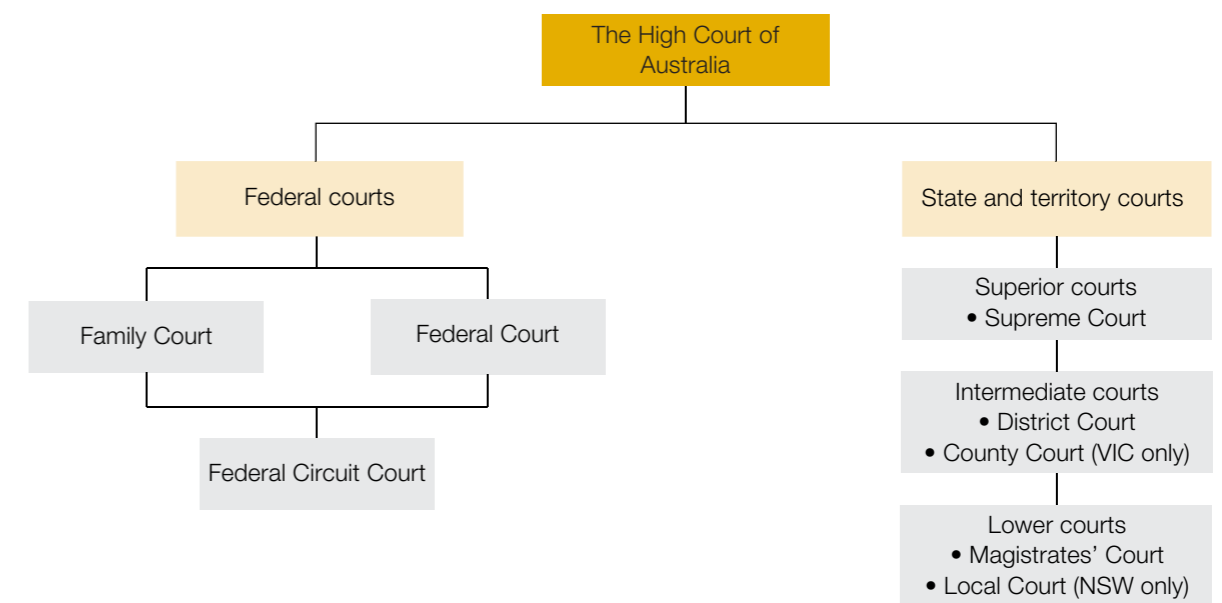 The High Court of
Australia
Federal courts
State and territory courts
Family Court
Federal Court
Federal Circuit Court
Superior courts
• Supreme Court
Intermediate courts
• District Court
• County Court (VIC only)
Lower courts
• Magistrates’ Court
• Local Court (NSW only)